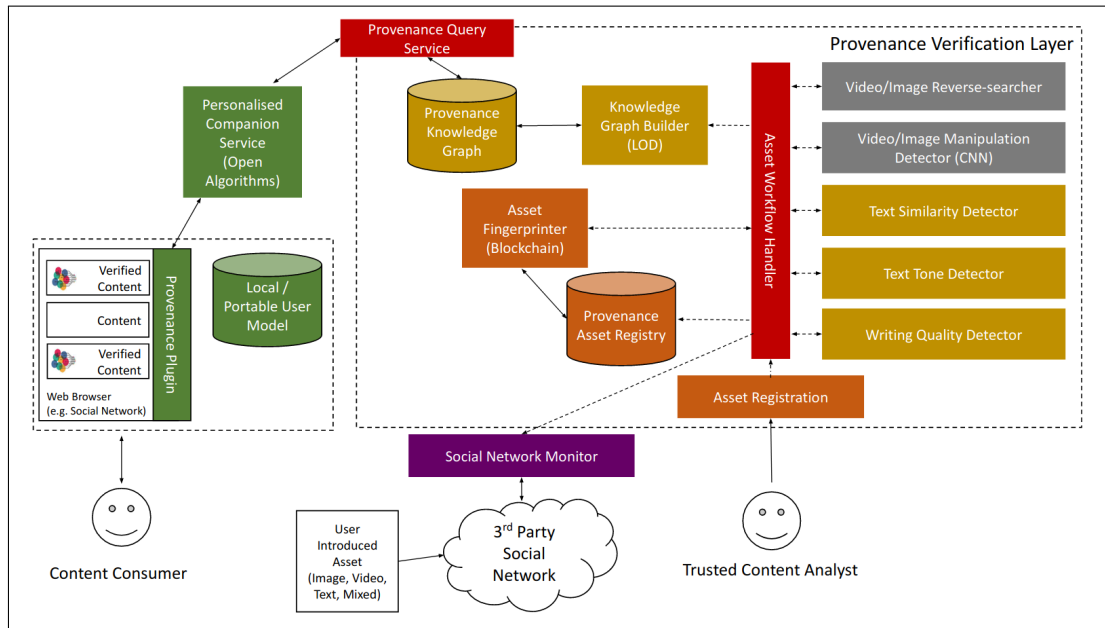 Provenance Query
Service
Provenance Verification Layer
Personalised
Companion
Service
(Open
Algorithms)
Provenance
Knowledge
Graph
Knowledge
Graph Builder
(LOD)
Asset Workflow Handler
Video/Image Reverse-searcher
Video/Image Manipulation
Detector (CNN)
Text Similarity Detector
Text Tone Detector
Writing Quality Detector
Asset
Fingerprinter
(Blockchain)
Provenance
Asset Registry
Asset Registration
Verified
Content
Content
Verified
Content
Web Browser
(e.g. Social Network)
Provenance Plugin
Local /
Portable User
Model
Social Network Monitor
User
Introduced
Asset
(Image, Video,
Text, Mixed)
3rd Party
Social
Network
Content Consumer
Trusted Content Analyst